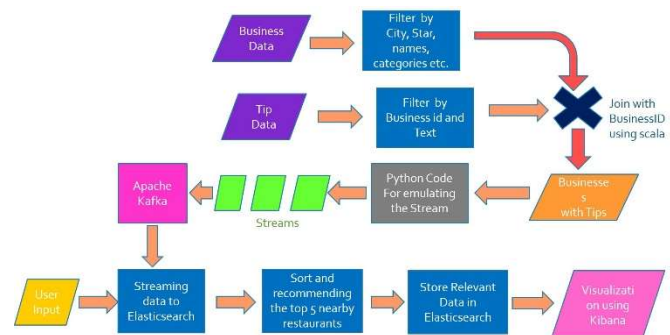 Business
Data
Filter by
City, Star,
names,
categories etc.
Tip
Data
Filter by
Business id and
Text
Join with
BusinessID
using scala
Apache
Kafka
Streams
Python Code
For emulating
the Stream
Businesse
s
with Tips
User
Input
Streaming
data to
Elasticsearch
Sort and
recommending
the top 5 nearby
restaurants
Store Relevant
Data in
Elasticsearch
Visualizati
on using
Kibana